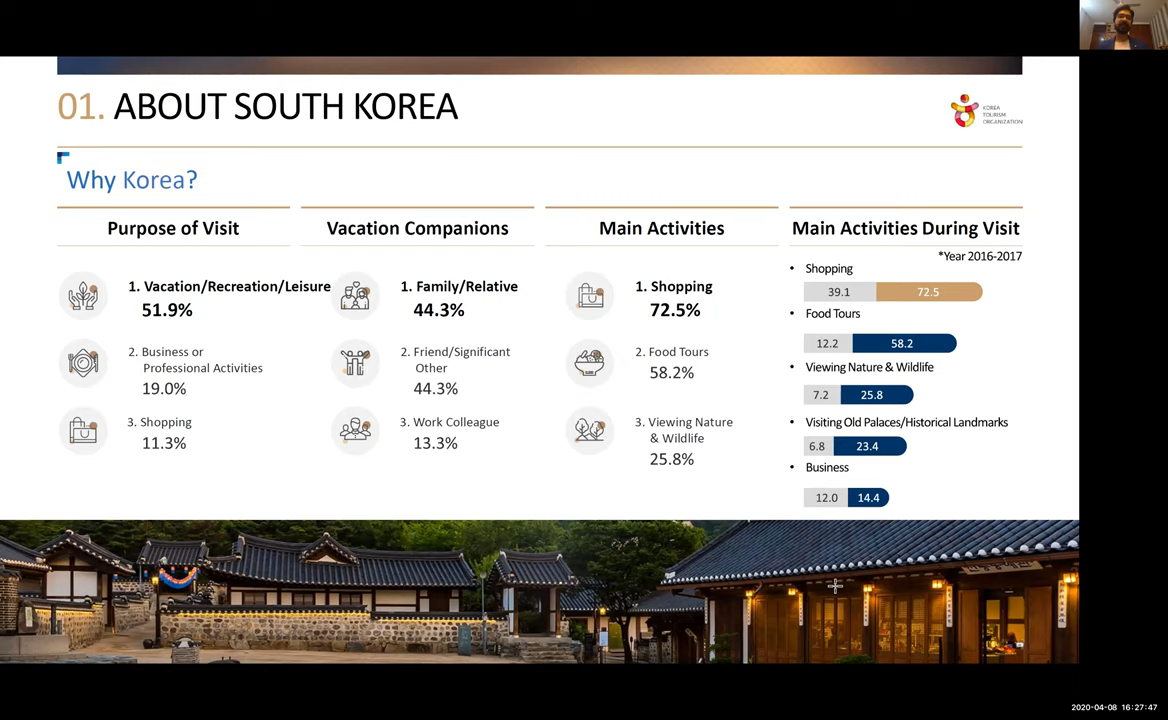 01. ABOUT SOUTH KOREA
KOREA
TOURISM
ORGANIZATION
Why Korea?
Purpose of Visit
1. Vacation/Recreation/Leisure
51.9%
2. Business or
Professional Activities
19.0%
3. Shopping
11.3%
Vacation Companions
1. Family/Relative
44.3%
2. Friend/Significant
Other
44.3%
3. Work Colleague
13.3%
Main Activities
1. Shopping
72.5%
2. Food Tours
58.2%
3. Viewing Nature
& Wildlife
25.8%
Main Activities During Visit
*Year 2016-2017
• Shopping
39.1 72.5
• Food Tours
12.2 58.2
• Viewing Nature & Wildlife
7.2 25.8
• Visiting Old Palaces/Historical Landmarks
6.8 23.4
• Business
12.0 14.4
2020-04-08 16:27:47